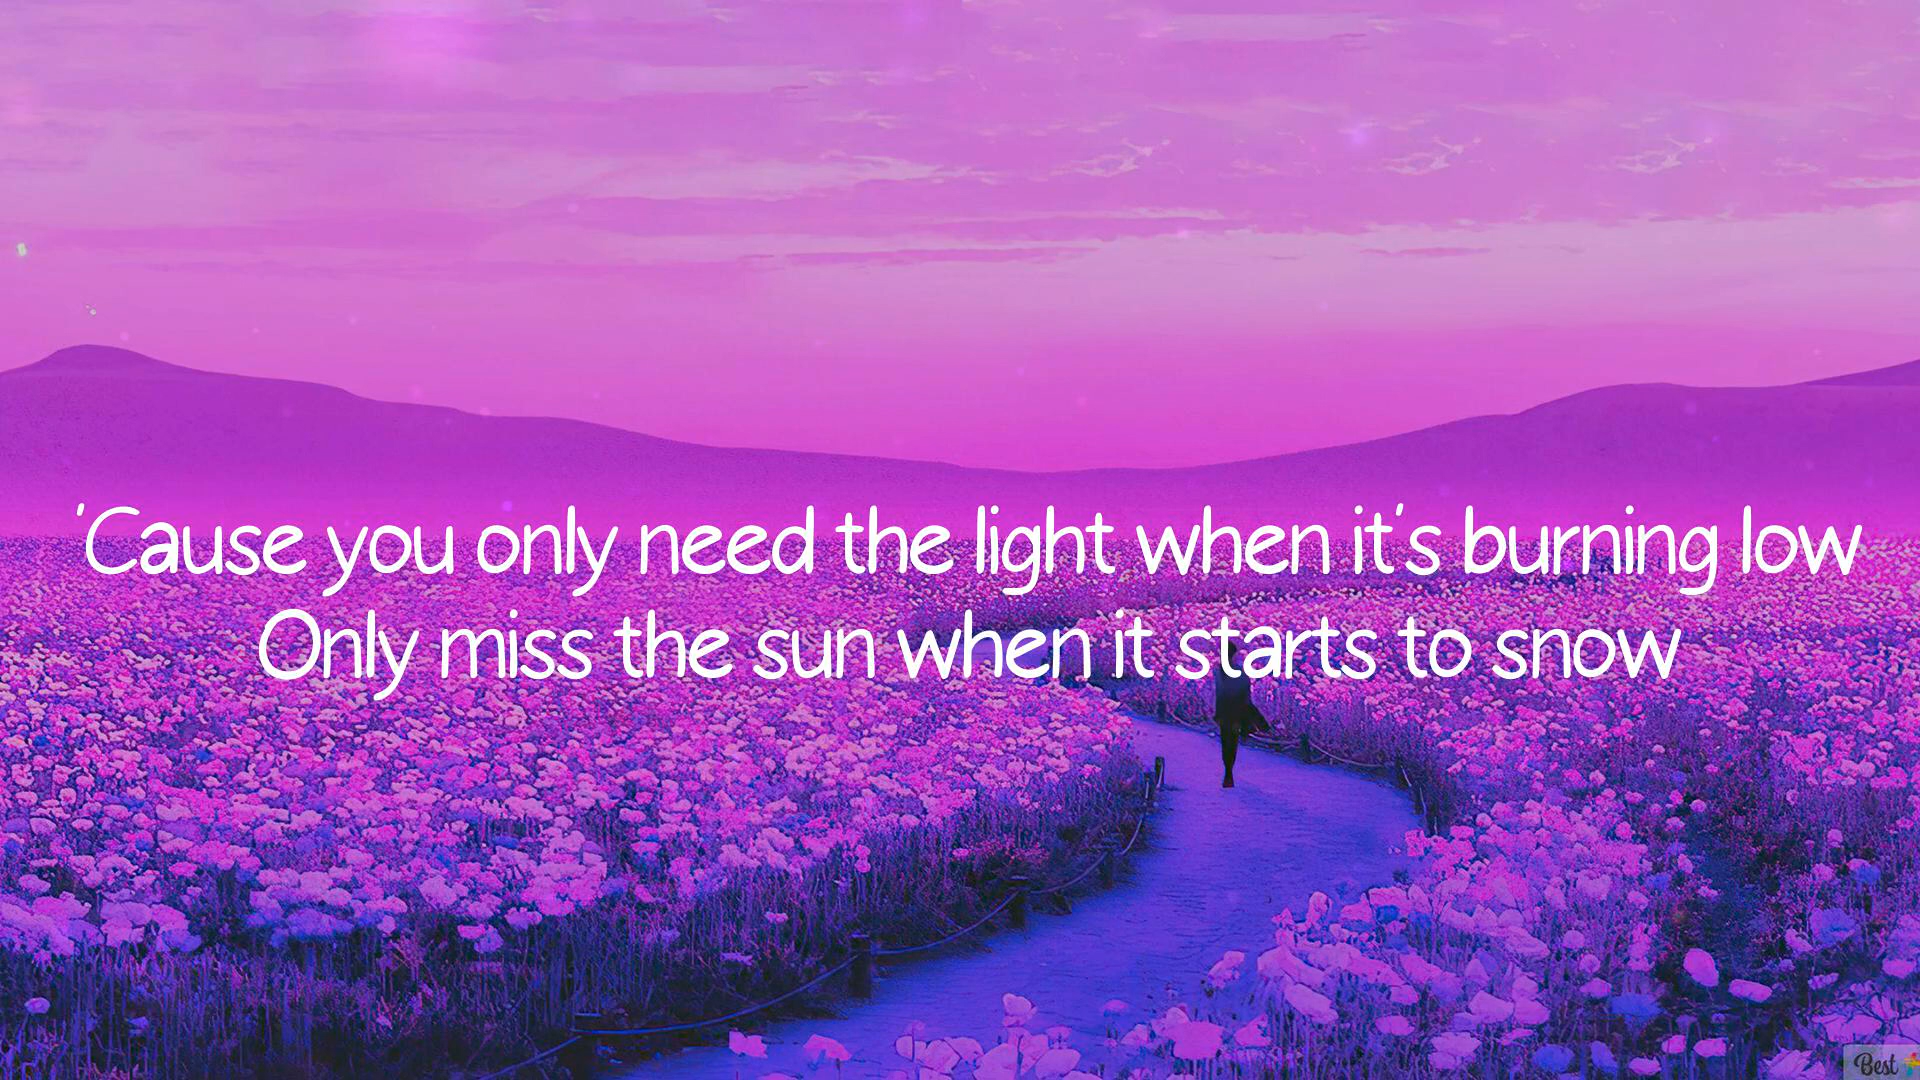 'Cause you only need the light when it's burning low
Only miss the sun when it starts to snow
Best